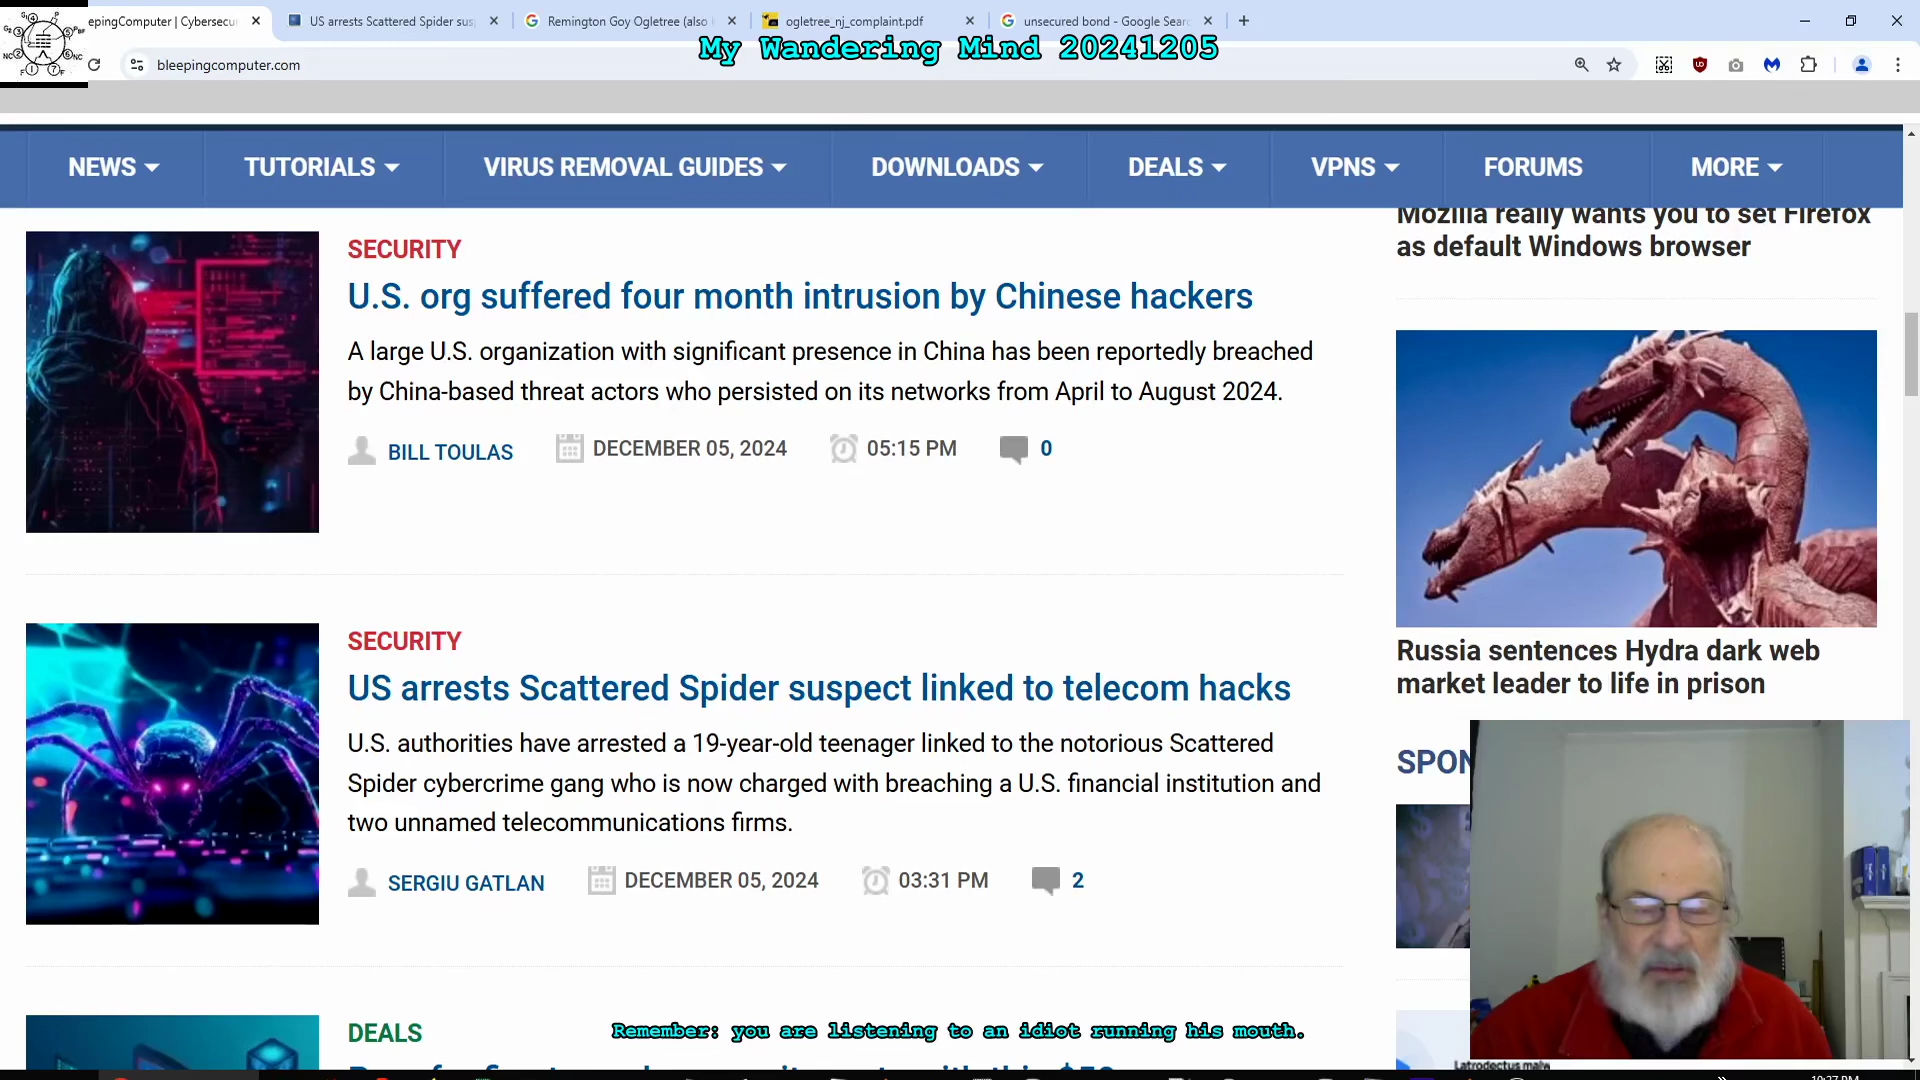 epingComputer | Cybersecu
US arrests Scattered Spider sus
Remington Goy Ogletree (also
ogletree_nj_complaint.pdf
unsecured bond - Google Sear
My Wandering Mind 20241205
bleepingcomputer.com
NEWS
TUTORIALS
VIRUS REMOVAL GUIDES
DOWNLOADS
DEALS
VPNS
FORUMS
MORE
SECURITY
U.S. org suffered four month intrusion by Chinese hackers
A large U.S. organization with significant presence in China has been reportedly breached
by China-based threat actors who persisted on its networks from April to August 2024.
BILL TOULAS
DECEMBER 05, 2024
05:15 PM
0
SECURITY
US arrests Scattered Spider suspect linked to telecom hacks
U.S. authorities have arrested a 19-year-old teenager linked to the notorious Scattered
Spider cybercrime gang who is now charged with breaching a U.S. financial institution and
two unnamed telecommunications firms.
SERGIU GATLAN
DECEMBER 05, 2024
03:31 PM
2
DEALS
Mozilla really wants you to set Firefox
as default Windows browser
Russia sentences Hydra dark web
market leader to life in prison
SPON
Remember: you are listening to an idiot running his mouth.